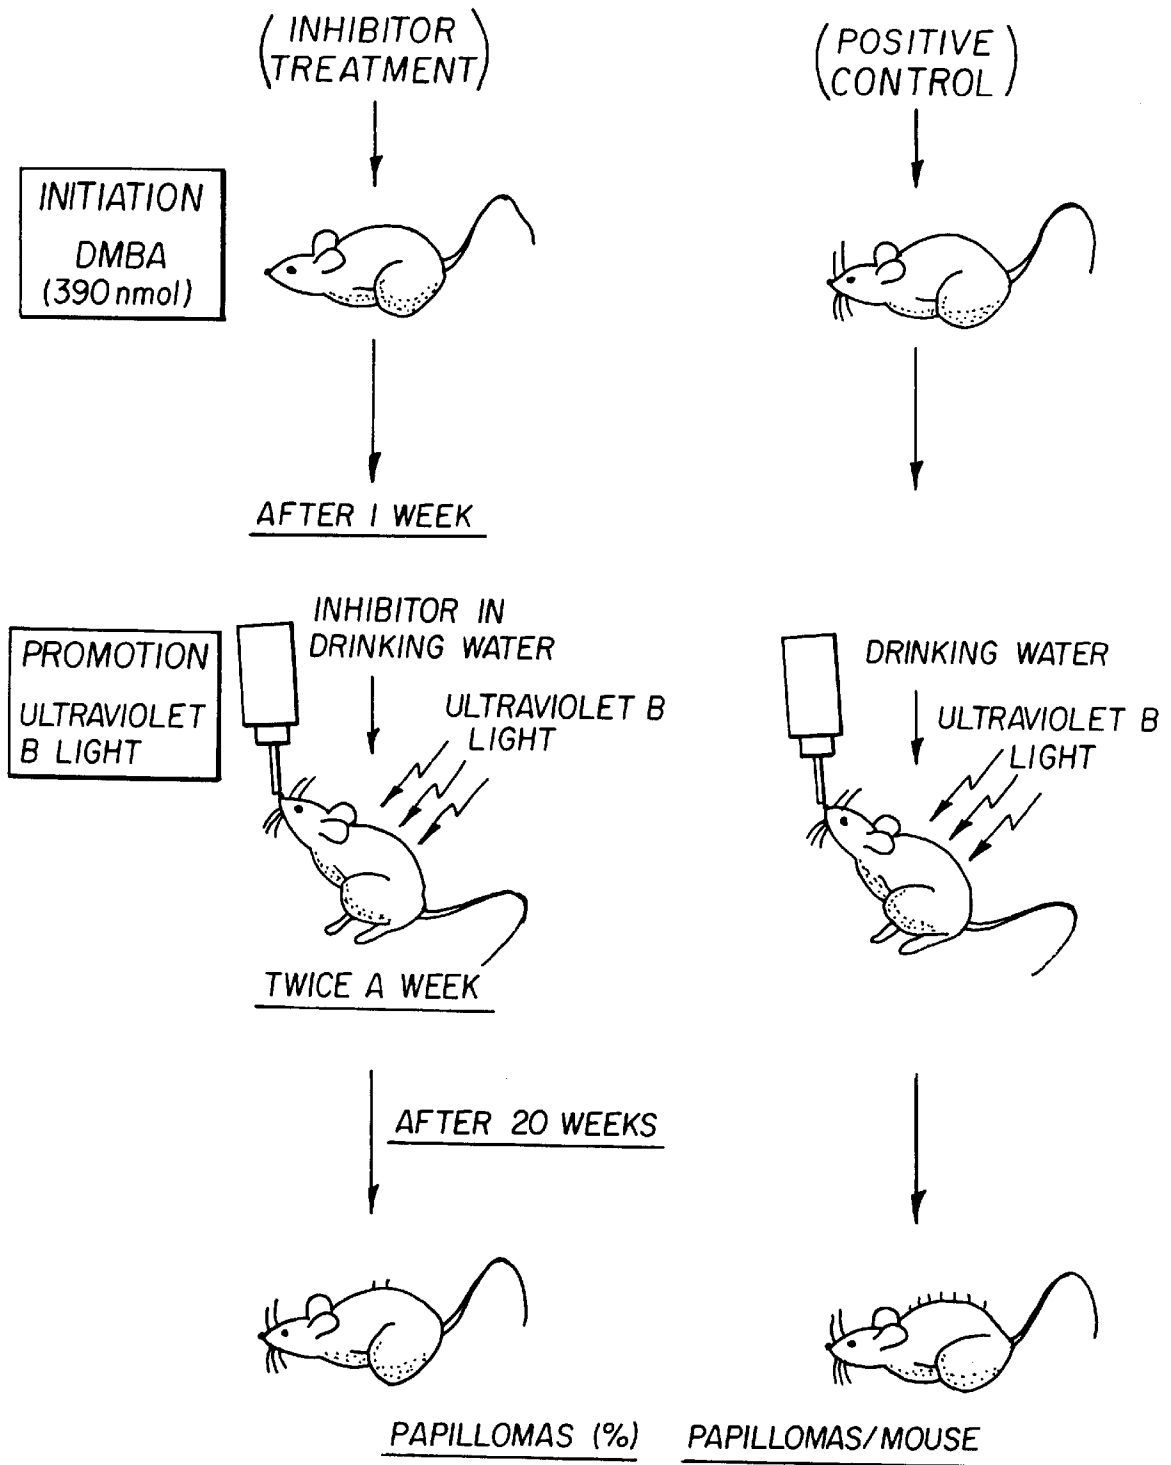 (INHIBITOR
TREATMENT)
(POSITIVE
CONTROL)
INITIATION
DMBA
(390 nmol)
AFTER 1 WEEK
PROMOTION
ULTRAVIOLET
B LIGHT
INHIBITOR IN
DRINKING WATER
ULTRAVIOLET B
LIGHT
DRINKING WATER
ULTRAVIOLET B
LIGHT
TWICE A WEEK
AFTER 20 WEEKS
PAPILLOMAS (%)
PAPILLOMAS/MOUSE